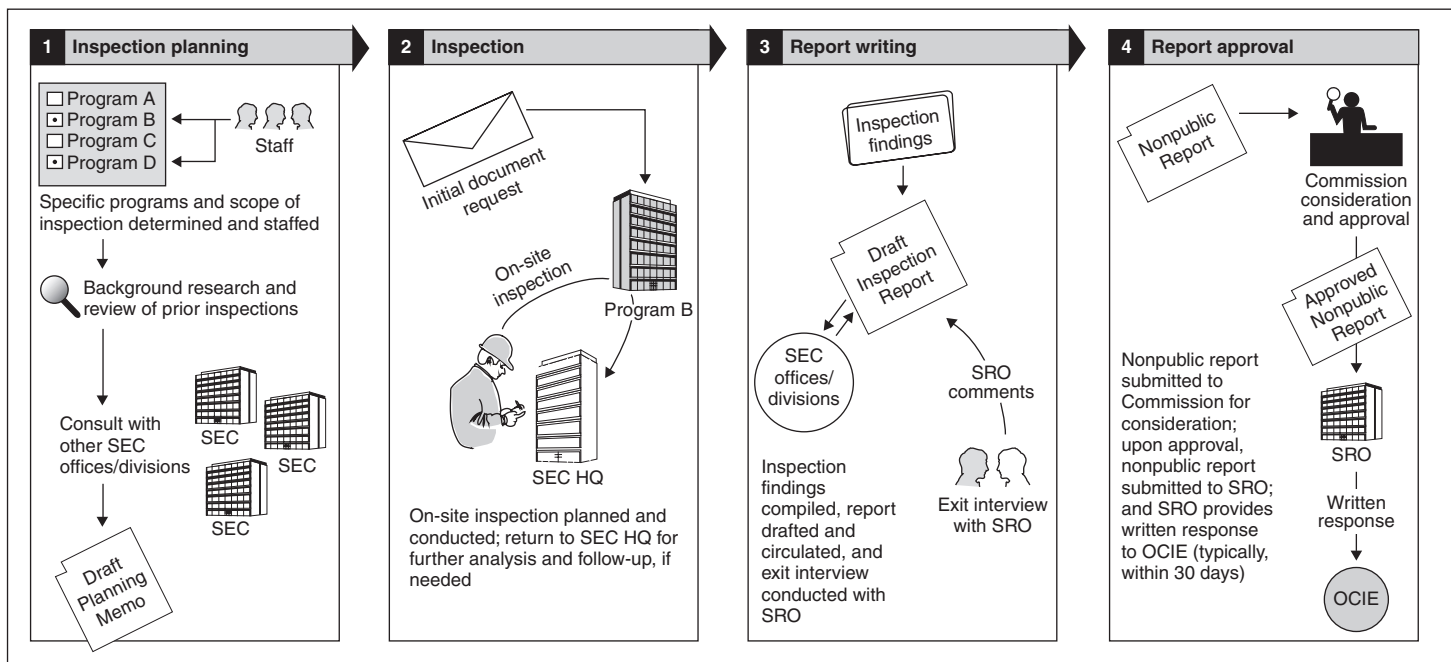 1 Inspection planning
Program A
Program B
Program C
Program D
Staff
Specific programs and scope of
inspection determined and staffed
Background research and
review of prior inspections
Consult with
other SEC
offices/divisions
SEC
SEC
SEC
Draft
Planning
Memo
2 Inspection
Initial document
request
On-site
inspection
Program B
SEC HQ
On-site inspection planned and
conducted; return to SEC HQ for
further analysis and follow-up, if
needed
3 Report writing
Inspection
findings
Draft
Inspection
Report
SEC
offices/
divisions
SRO
comments
Exit interview
with SRO
Inspection
findings
compiled, report
drafted and
circulated, and
exit interview
conducted with
SRO
4 Report approval
Nonpublic
Report
Commission
consideration
and approval
Approved
Nonpublic
Report
Nonpublic report
submitted to
Commission for
consideration;
upon approval,
nonpublic report
submitted to SRO;
and SRO provides
written response
to OCIE (typically,
within 30 days)
SRO
Written
response
OCIE